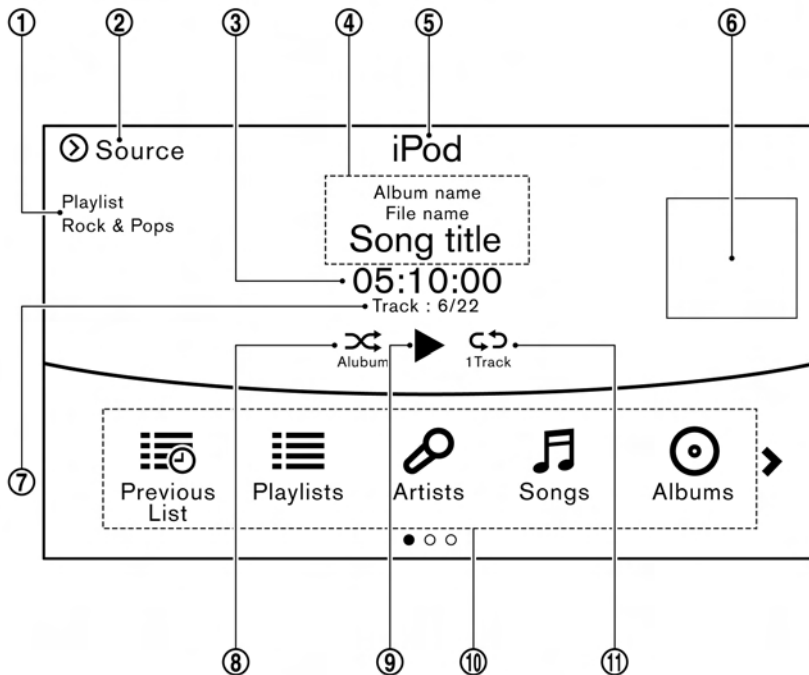 ① ② ③ ④ ⑤ ⑥
Source
iPod
Playlist
Rock & Pops
Album name
File name
Song title
05:10:00
Track : 6/22
Alubum
1Track
⑦
Previous
List
Playlists
Artists
Songs
Albums
⑧ ⑨ ⑩ ⑪